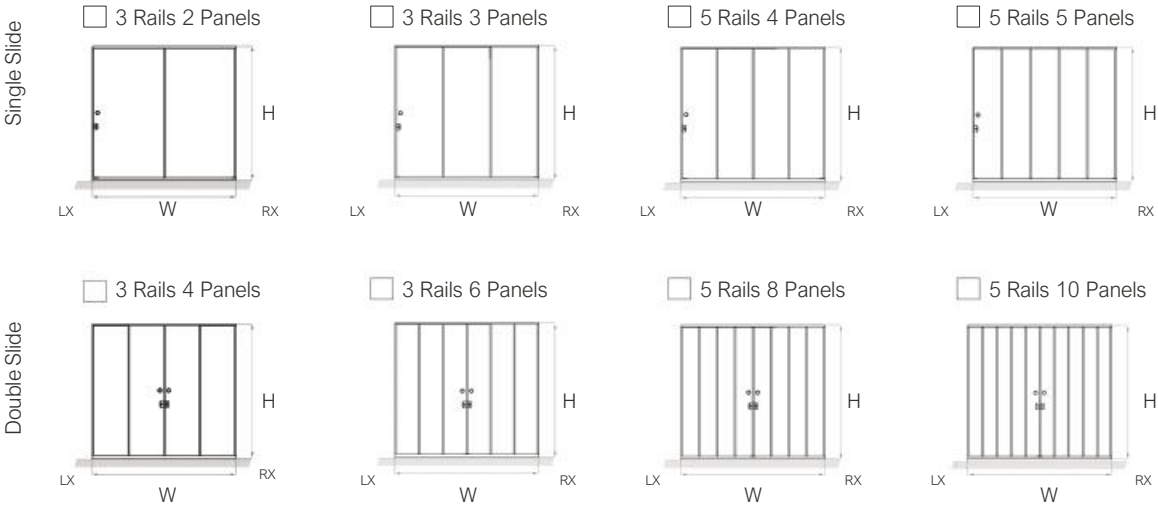 Single Slide
3 Rails 2 Panels
3 Rails 3 Panels
5 Rails 4 Panels
5 Rails 5 Panels
H
H
H
H
LX W RX
LX W RX
LX W RX
LX W RX
Double Slide
3 Rails 4 Panels
3 Rails 6 Panels
5 Rails 8 Panels
5 Rails 10 Panels
H
H
H
H
LX W RX
LX W RX
LX W RX
LX W RX